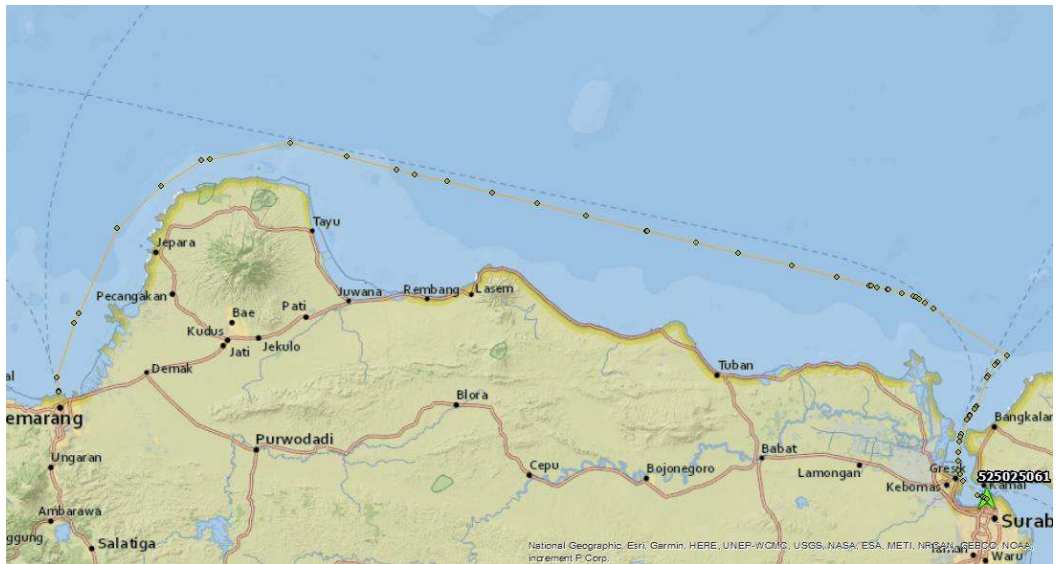 Tayu
Jepara
Pecangakan
Juwana
Rembang
Lasem
Pati
Bae
Kudus
Jekulo
Jati
Demak
Tuban
emarang
Blora
Bangkalan
Purwodadi
Babat
Ungaran
Cepu
Bojonegoro
Lamongan
Gresik
525025061
Kebomas
Kamal
Ambarawa
Surab
ggung
Salatiga
National Geographic, Esri, Garmin, HERE, UNEP-WCMC, USGS, NASA, ESA, METI, NRCAN, GEBCO, NOAA,
increment P Corp.
Waru